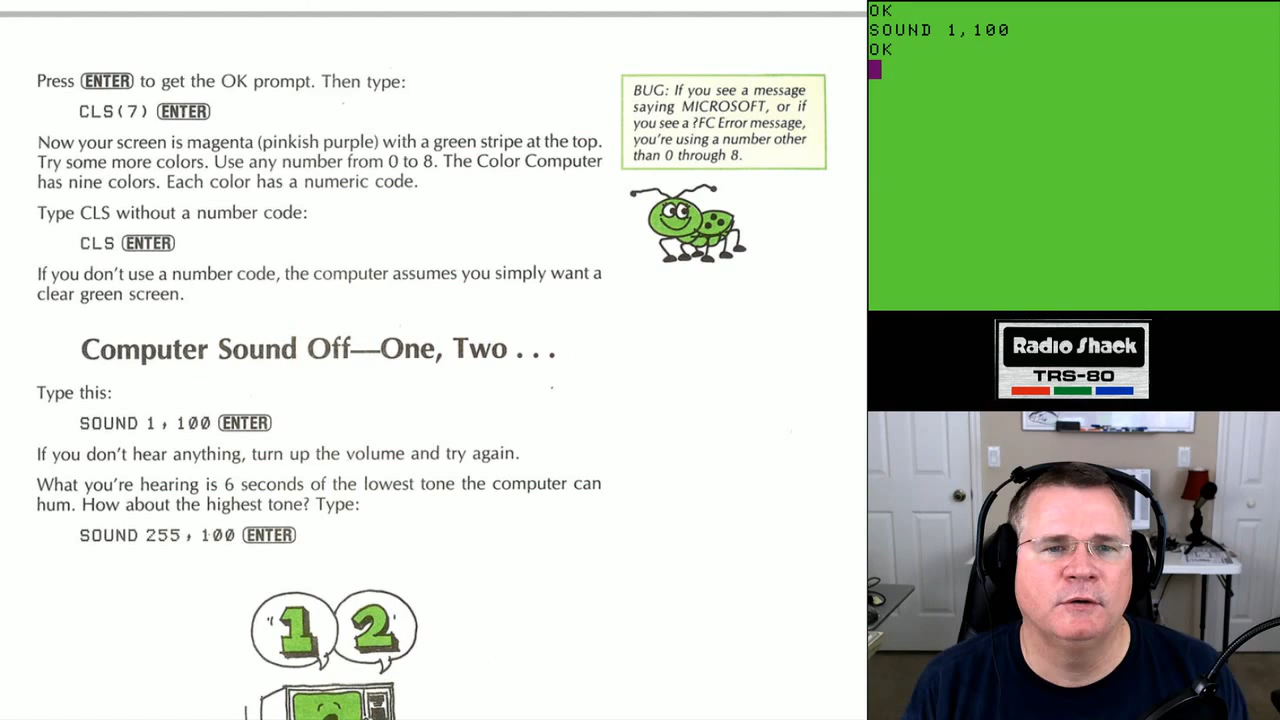 Press ENTER to get the OK prompt. Then type:
CLS(7) ENTER
Now your screen is magenta (pinkish purple) with a green stripe at the top.
Try some more colors. Use any number from 0 to 8. The Color Computer
has nine colors. Each color has a numeric code.
Type CLS without a number code:
CLS ENTER
If you don't use a number code, the computer assumes you simply want a
clear green screen.
Computer Sound Off—One, Two . . .
Type this:
SOUND 1,100 ENTER
If you don't hear anything, turn up the volume and try again.
What you're hearing is 6 seconds of the lowest tone the computer can
hum. How about the highest tone? Type:
SOUND 255,100 ENTER
1 2
BUG: If you see a message
saying MICROSOFT, or if
you see a ?FC Error message,
you're using a number other
than 0 through 8.
OK
SOUND 1,100
OK
Radio Shack
TRS-80